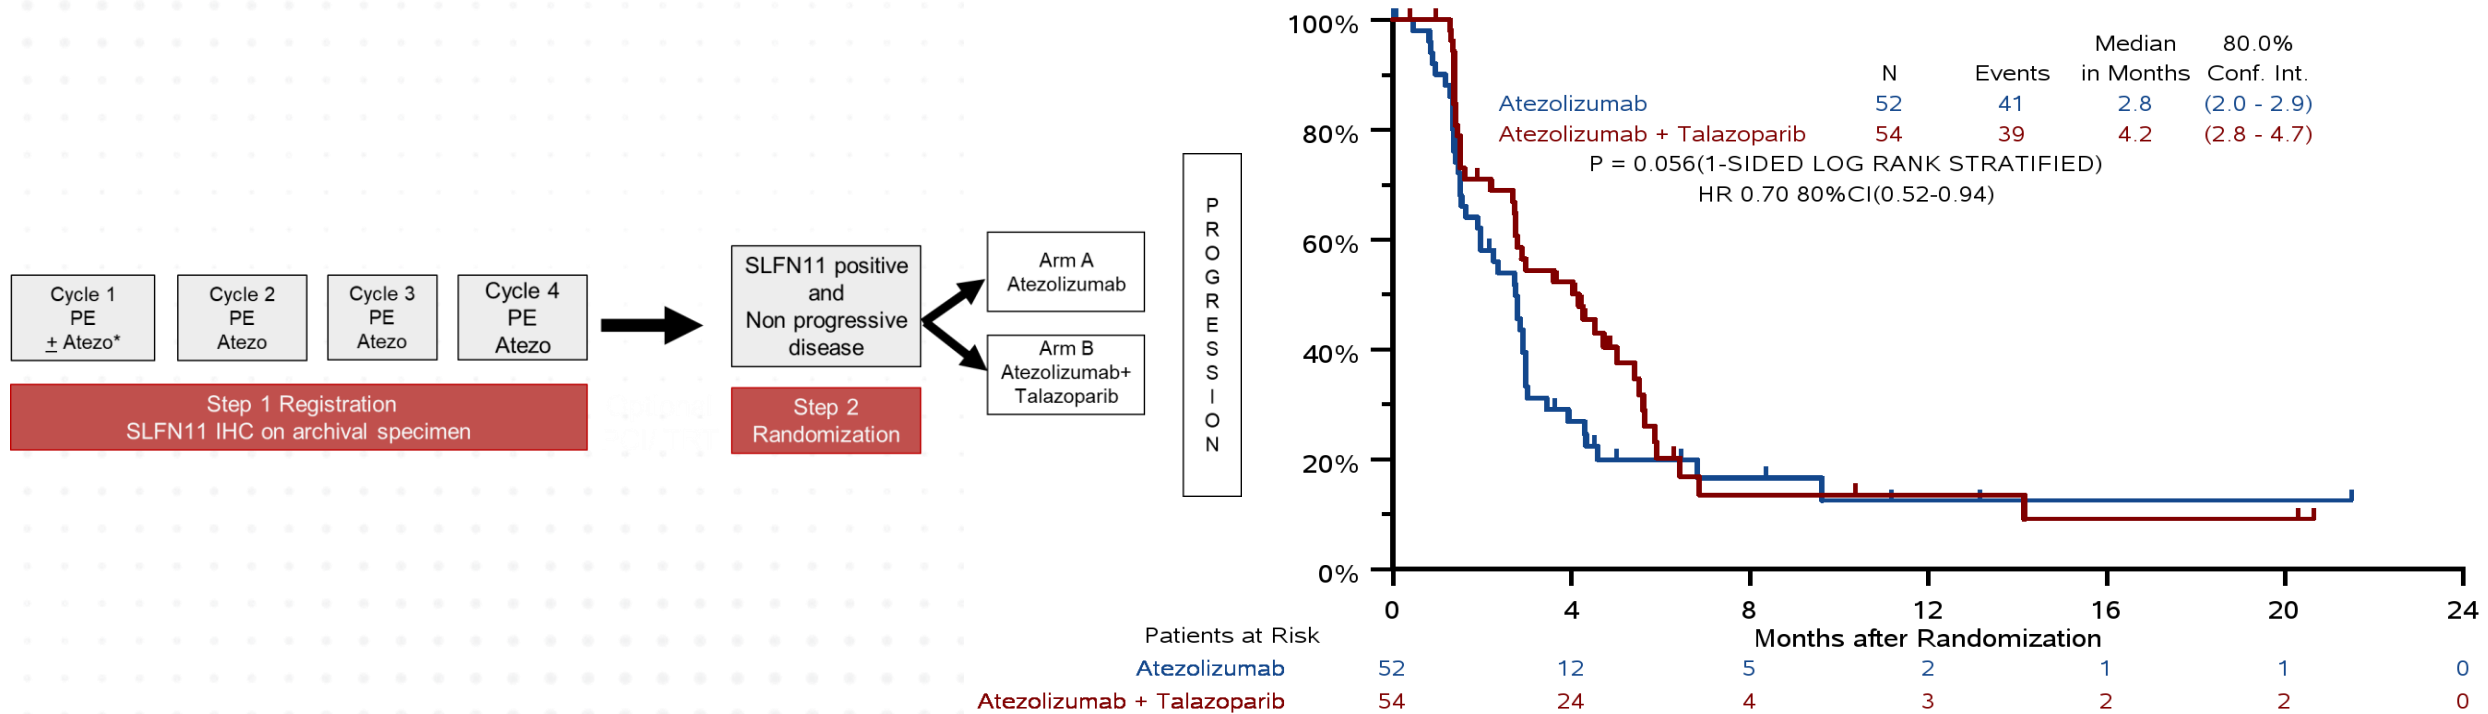 Cycle 1
PE
+ Atezo*
Cycle 2
PE
Atezo
Cycle 3
PE
Atezo
Cycle 4
PE
Atezo
Step 1 Registration
SLFN11 IHC on archival specimen
SLFN11 positive
and
Non progressive
disease
Step 2
Randomization
Arm A
Atezolizumab
Arm B
Atezolizumab+
Talazoparib
PROGRESSION
100%
80%
60%
40%
20%
0%
Median 80.0%
N Events in Months Conf. Int.
Atezolizumab 52 41 2.8 (2.0 - 2.9)
Atezolizumab + Talazoparib 54 39 4.2 (2.8 - 4.7)
P = 0.056(1-SIDED LOG RANK STRATIFIED)
HR 0.70 80%CI(0.52-0.94)
0 4 8 12 16 20 24
Months after Randomization
Patients at Risk
Atezolizumab 52 12 5 2 1 1 0
Atezolizumab + Talazoparib 54 24 4 3 2 2 0